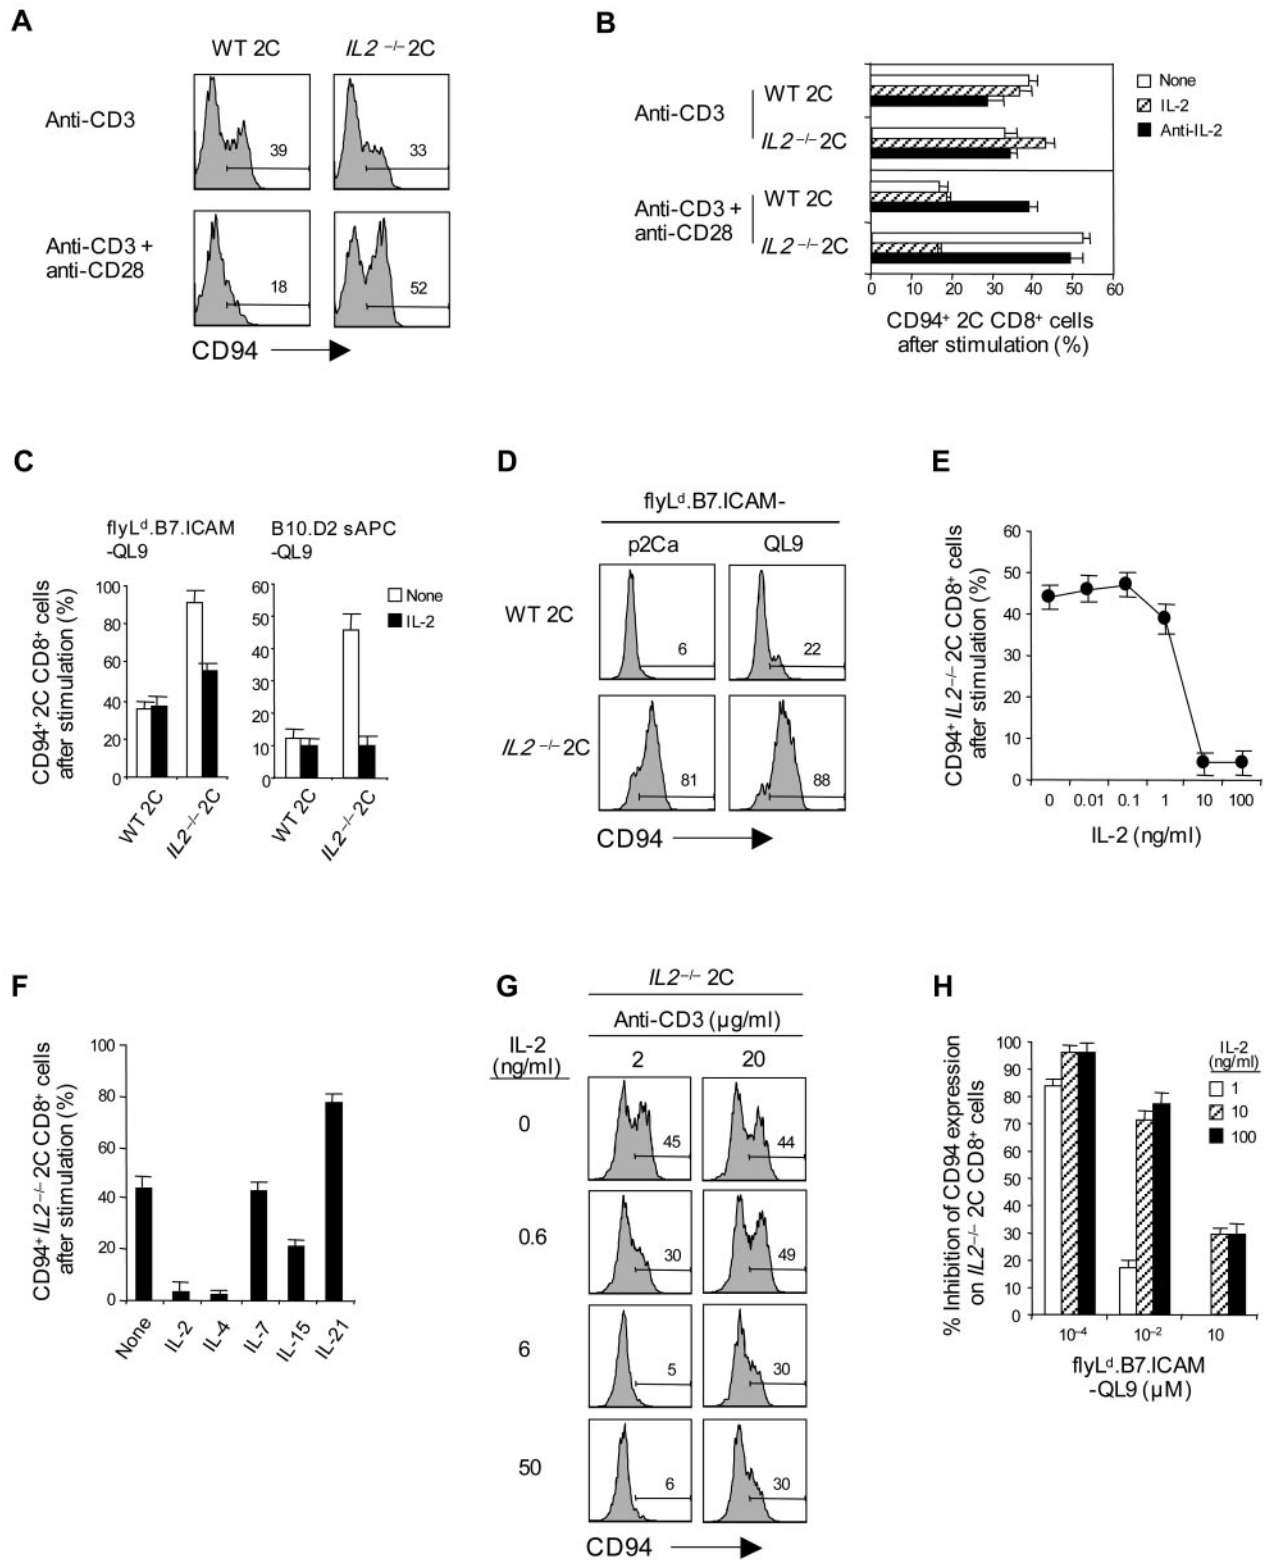 A
WT 2C
IL2 –/– 2C
Anti-CD3
39
33
Anti-CD3 +
anti-CD28
18
52
CD94
B
Anti-CD3
WT 2C
IL2 –/– 2C
Anti-CD3 +
anti-CD28
WT 2C
IL2 –/– 2C
None
IL-2
Anti-IL-2
0 10 20 30 40 50 60
CD94+ 2C CD8+ cells
after stimulation (%)
C
flyLd.B7.ICAM
-QL9
B10.D2 sAPC
-QL9
CD94+ 2C CD8+ cells
after stimulation (%)
100
80
60
40
20
0
60
50
40
30
20
10
0
None
IL-2
WT 2C
IL2–/– 2C
WT 2C
IL2–/– 2C
D
flyLd.B7.ICAM-
p2Ca
QL9
WT 2C
6
22
IL2 –/– 2C
81
88
CD94
E
CD94+ IL2–/– 2C CD8+ cells
after stimulation (%)
60
50
40
30
20
10
0
0 0.01 0.1 1 10 100
IL-2 (ng/ml)
F
CD94+ IL2–/– 2C CD8+ cells
after stimulation (%)
100
80
60
40
20
0
None
IL-2
IL-4
IL-7
IL-15
IL-21
G
IL2–/– 2C
Anti-CD3 (µg/ml)
IL-2
(ng/ml)
2
20
0
45
44
0.6
30
49
6
5
30
50
6
30
CD94
H
% Inhibition of CD94 expression
on IL2–/– 2C CD8+ cells
100
90
80
70
60
50
40
30
20
10
0
IL-2
(ng/ml)
1
10
100
10–4
10–2
10
flyLd.B7.ICAM
-QL9 (µM)